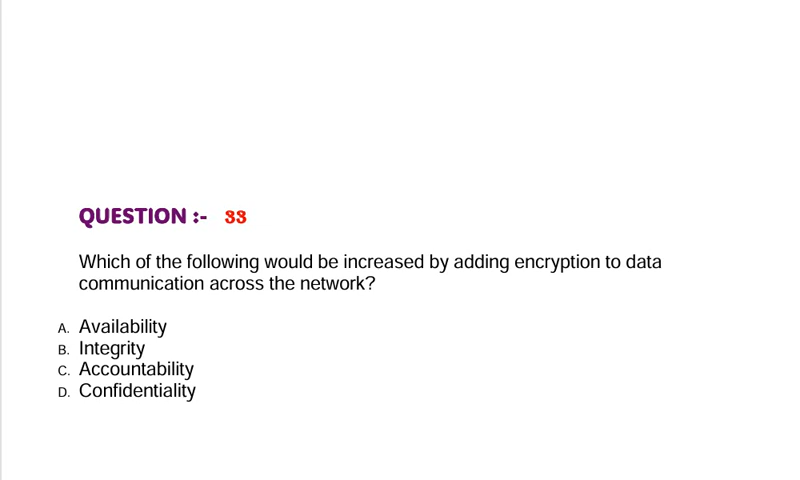 QUESTION :- 33
Which of the following would be increased by adding encryption to data
communication across the network?
A. Availability
B. Integrity
C. Accountability
D. Confidentiality